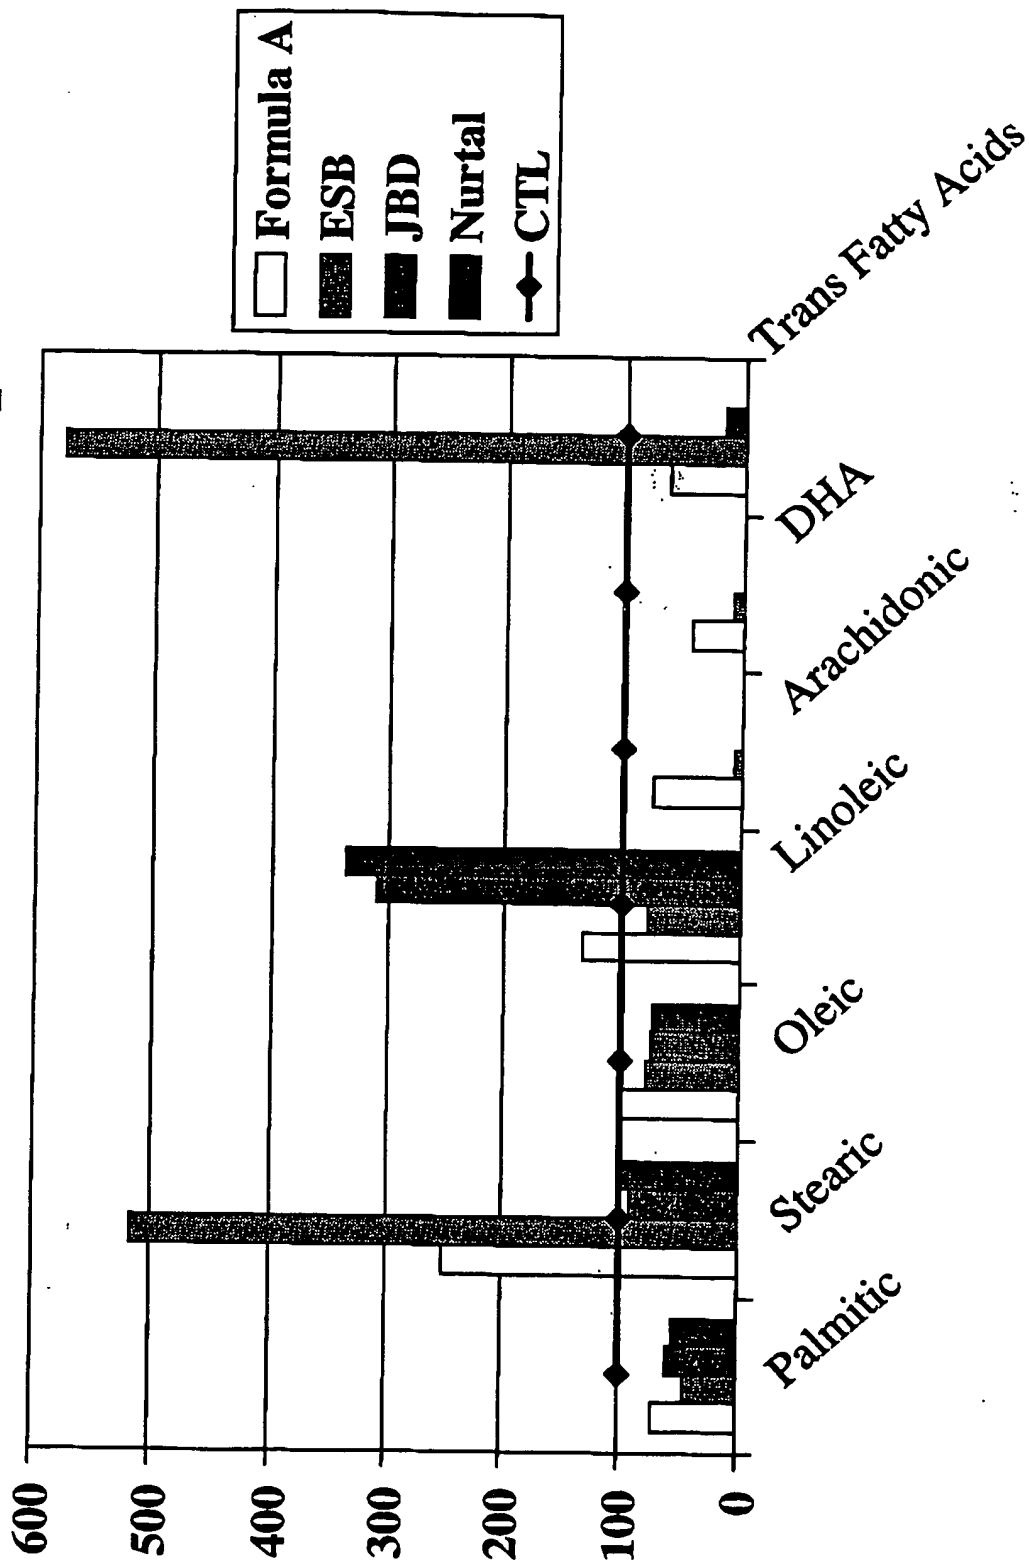 600
500
400
300
200
100
0
Palmitic
Stearic
Oleic
Linoleic
Arachidonic
DHA
Trans Fatty Acids
Formula A
ESB
JBD
Nurtal
CTL